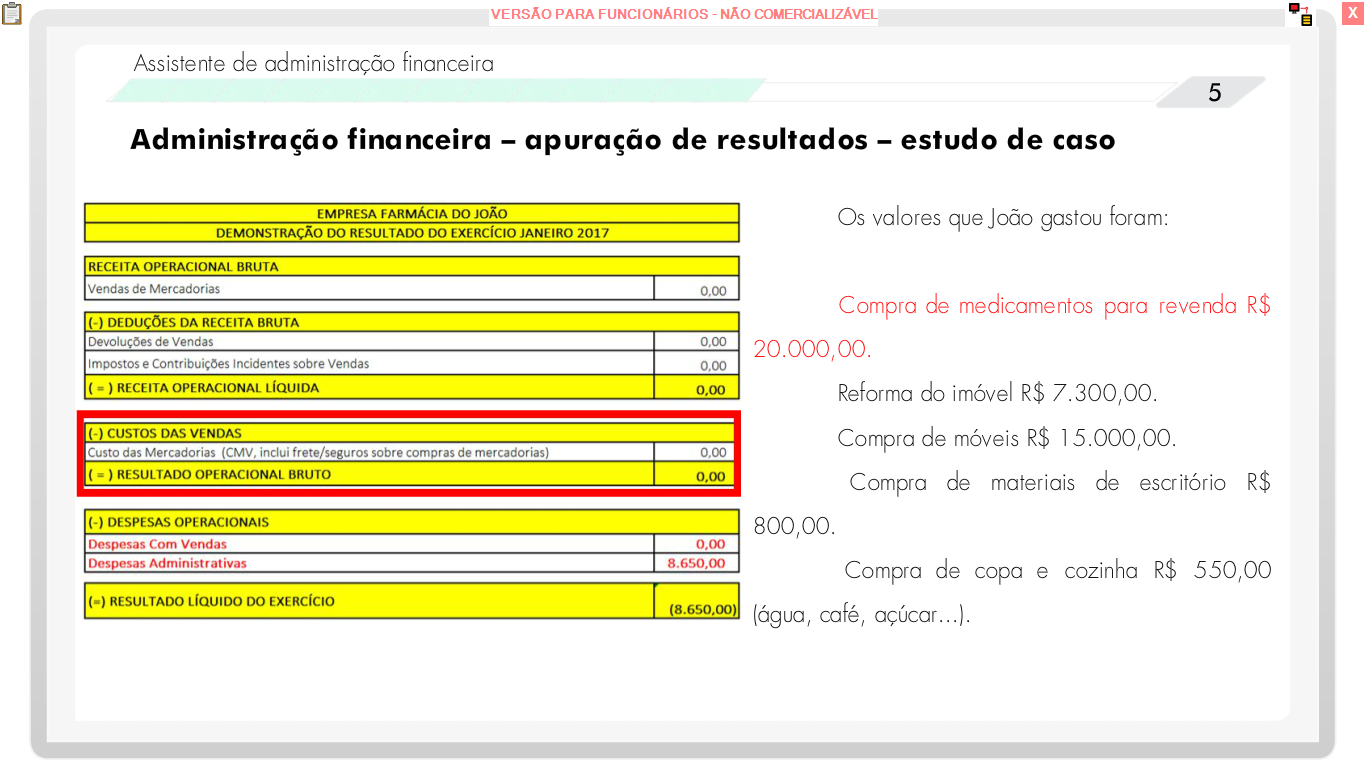 VERSÃO PARA FUNCIONÁRIOS - NÃO COMERCIALIZÁVEL
X
Assistente de administração financeira
5
Administração financeira – apuração de resultados – estudo de caso
EMPRESA FARMÁCIA DO JOÃO
DEMONSTRAÇÃO DO RESULTADO DO EXERCÍCIO JANEIRO 2017
RECEITA OPERACIONAL BRUTA
Vendas de Mercadorias 0,00
(-) DEDUÇÕES DA RECEITA BRUTA
Devoluções de Vendas 0,00
Impostos e Contribuições Incidentes sobre Vendas 0,00
( = ) RECEITA OPERACIONAL LÍQUIDA 0,00
(-) CUSTOS DAS VENDAS
Custo das Mercadorias (CMV, inclui frete/seguros sobre compras de mercadorias) 0,00
( = ) RESULTADO OPERACIONAL BRUTO 0,00
(-) DESPESAS OPERACIONAIS
Despesas Com Vendas 0,00
Despesas Administrativas 8.650,00
(=) RESULTADO LÍQUIDO DO EXERCÍCIO (8.650,00)
Os valores que João gastou foram:
Compra de medicamentos para revenda R$
20.000,00.
Reforma do imóvel R$ 7.300,00.
Compra de móveis R$ 15.000,00.
Compra de materiais de escritório R$
800,00.
Compra de copa e cozinha R$ 550,00
(água, café, açúcar...).